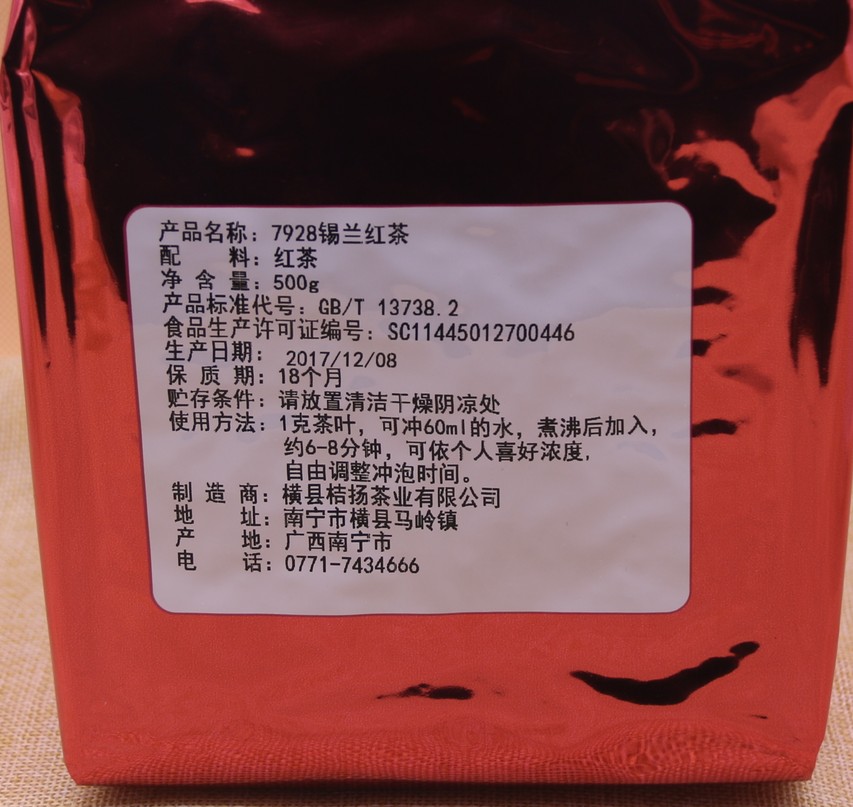 产品名称：7928锡兰红茶
配 料：红茶
净 含 量：500g
产品标准代号：GB/T 13738.2
食品生产许可证编号：SC11445012700446
生产日期：2017/12/08
保 质 期：18个月
贮存条件：请放置清洁干燥阴凉处
使用方法：1克茶叶，可冲60ml的水，煮沸后加入，
约6-8分钟，可依个人喜好浓度，
自由调整冲泡时间。
制 造 商：横县桔扬茶业有限公司
地 址：南宁市横县马岭镇
产 地：广西南宁市
电 话：0771-7434666